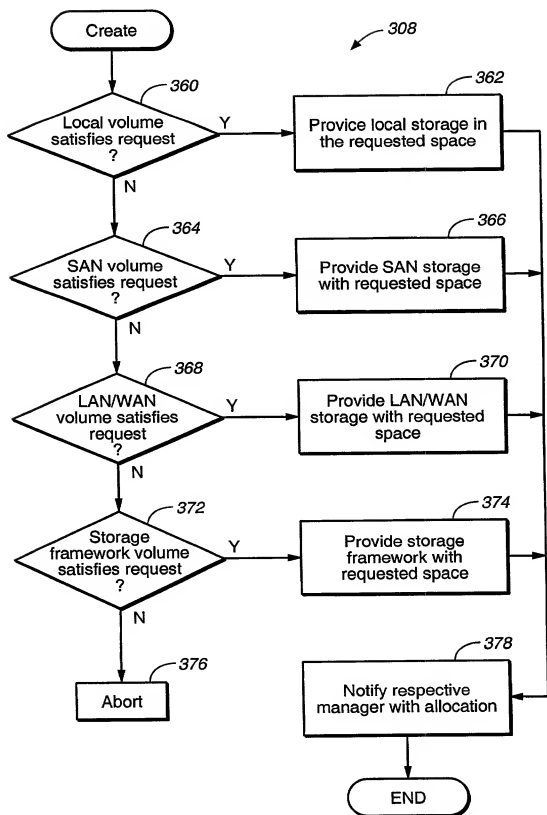 Create
308
360
Local volume
satisfies request
?
Y
N
362
Provice local storage in
the requested space
364
SAN volume
satisfies request
?
Y
N
366
Provide SAN storage
with requested space
368
LAN/WAN
volume satisfies
request
?
Y
N
370
Provide LAN/WAN
storage with requested
space
372
Storage
framework volume
satisfies request
?
Y
N
374
Provide storage
framework with
requested space
376
Abort
378
Notify respective
manager with allocation
END